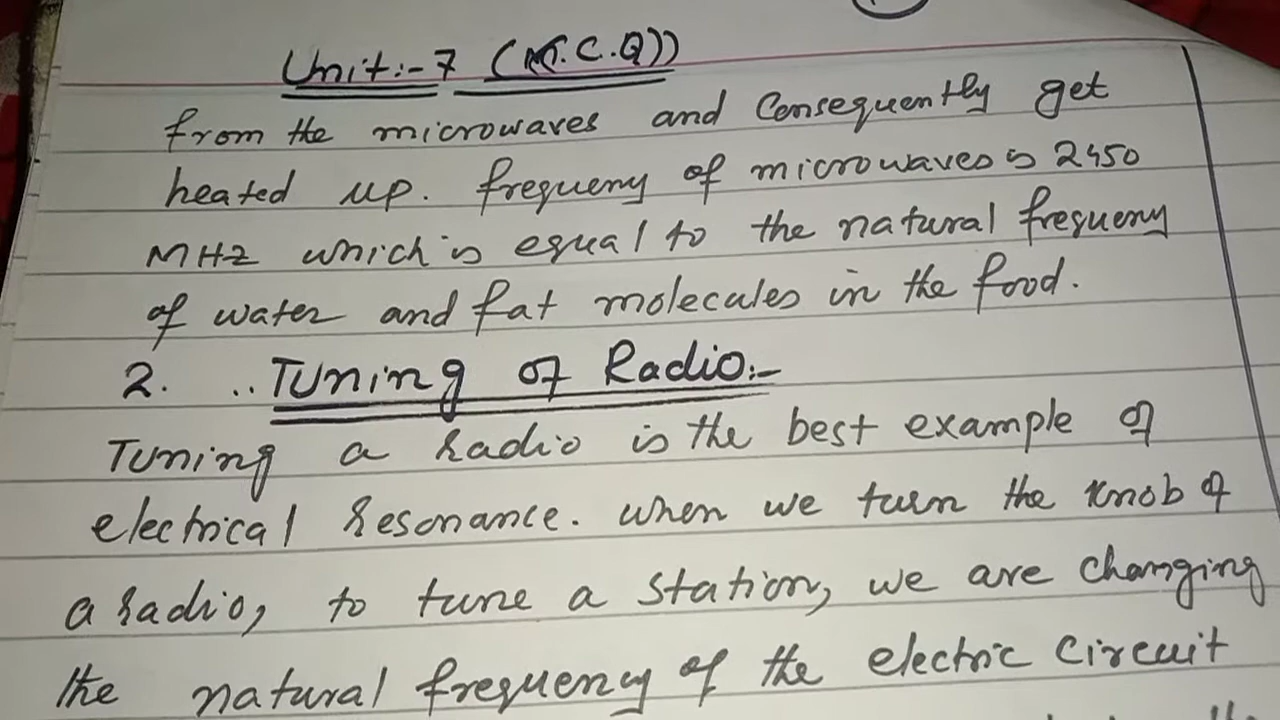 Unit:-7 (M.C.Q))
from the microwaves and Consequently get
heated up. frequeny of microwaves is 2450
MHZ which is equal to the natural frequeny
of water and fat molecules in the food.
2. ..Tuning of Radio:-
Tuning a radio is the best example of
electrical resonance. when we turn the knob of
a radio, to tune a station, we are changing
the natural frequency of the electric circuit